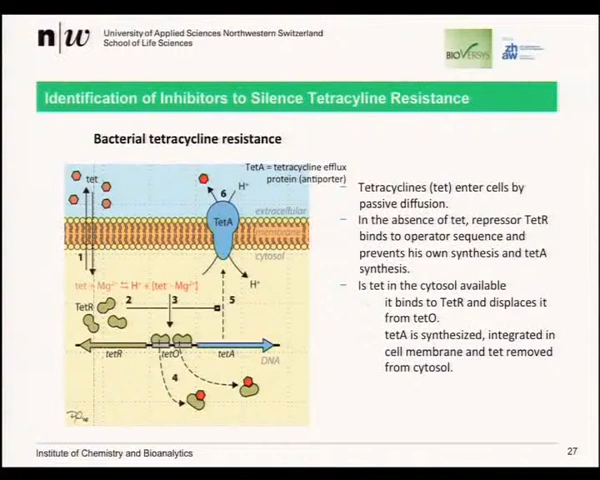 n|w
University of Applied Sciences Northwestern Switzerland
School of Life Sciences
BIOVERSYS
zh
aw
Identification of Inhibitors to Silence Tetracyline Resistance
Bacterial tetracycline resistance
TetA = tetracycline efflux
protein (antiporter)
tet
6
H+
extracellular
TetA
membrane
cytosol
1
H+
tet + Mg2+ ⇆ H+ + [tet Mg2+]
TetR
2
3
5
tetR
tetO
tetA
DNA
4
Tetracyclines (tet) enter cells by
passive diffusion.
In the absence of tet, repressor TetR
binds to operator sequence and
prevents his own synthesis and tetA
synthesis.
Is tet in the cytosol available
it binds to TetR and displaces it
from tetO.
tetA is synthesized, integrated in
cell membrane and tet removed
from cytosol.
Institute of Chemistry and Bioanalytics
27